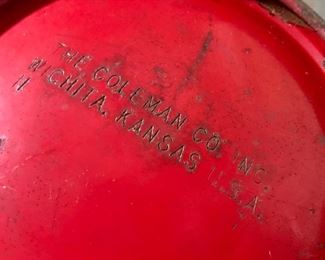 THE COLEMAN CO. INC.
WICHITA, KANSAS U.S.A.
11